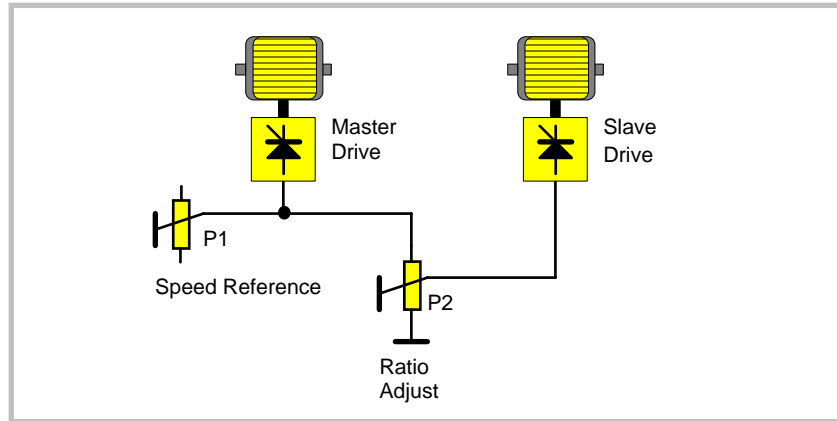 Master
Drive
Slave
Drive
P1
Speed Reference
P2
Ratio
Adjust